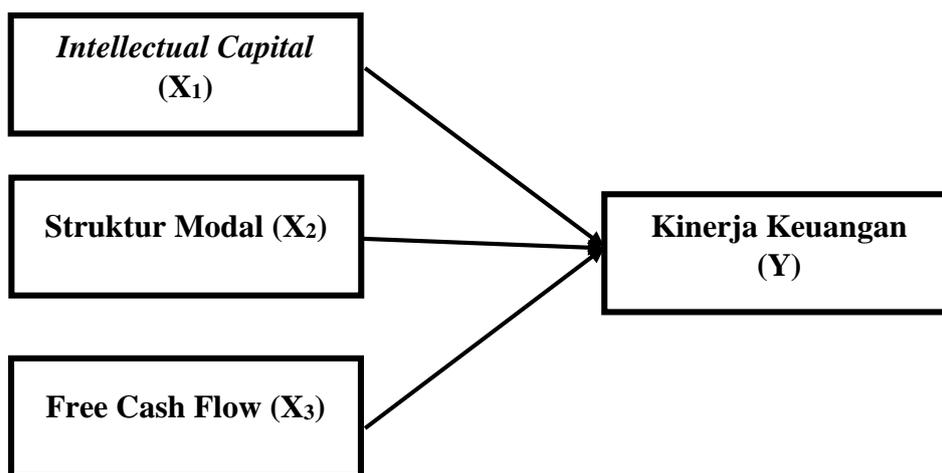 Intellectual Capital
(X1)
Struktur Modal (X2)
Kinerja Keuangan
(Y)
Free Cash Flow (X3)